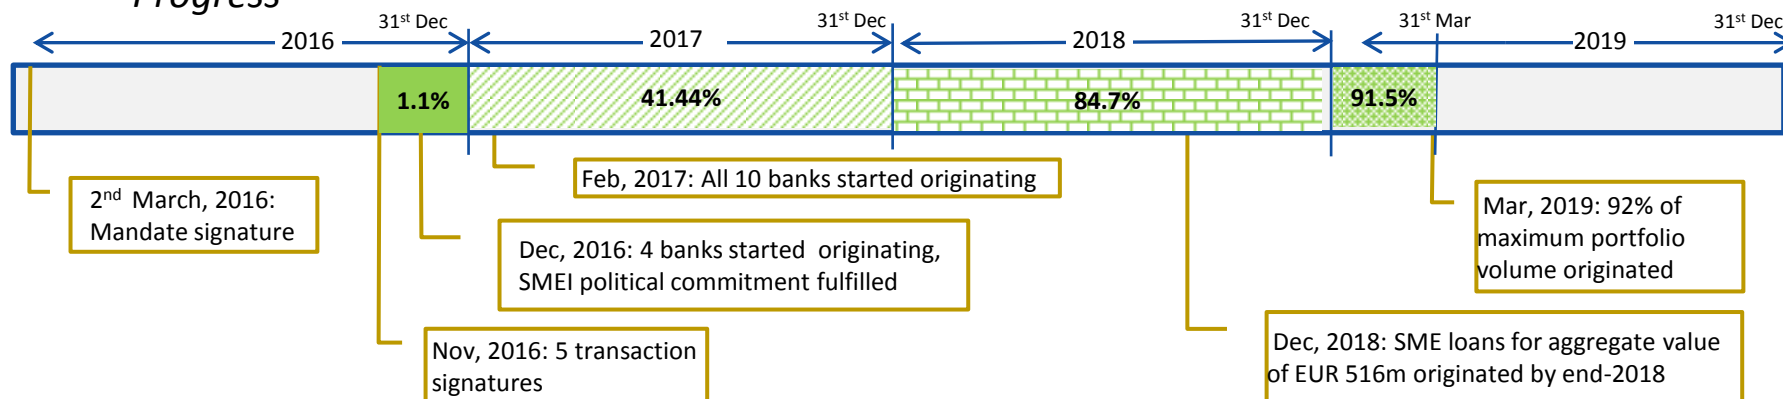 Progress
31st Dec 31st Dec 31st Dec 31st Mar 31st Dec
2016 2017 2018 2019
1.1% 41.44% 84.7% 91.5%
2nd March, 2016:
Mandate signature
Feb, 2017: All 10 banks started originating
Dec, 2016: 4 banks started originating,
SMEI political commitment fulfilled
Nov, 2016: 5 transaction
signatures
Mar, 2019: 92% of
maximum portfolio
volume originated
Dec, 2018: SME loans for aggregate value
of EUR 516m originated by end-2018